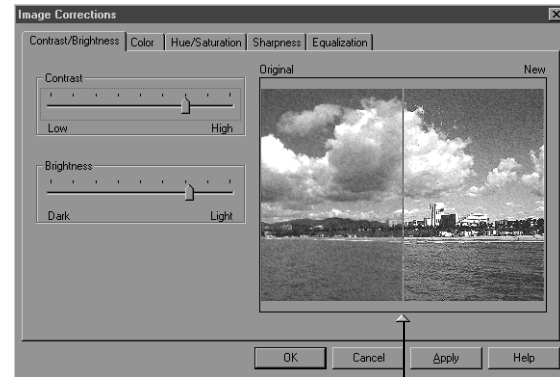 Image Corrections
Contrast/Brightness Color Hue/Saturation Sharpness Equalization
Contrast
Low High
Brightness
Dark Light
Original New
OK Cancel Apply Help